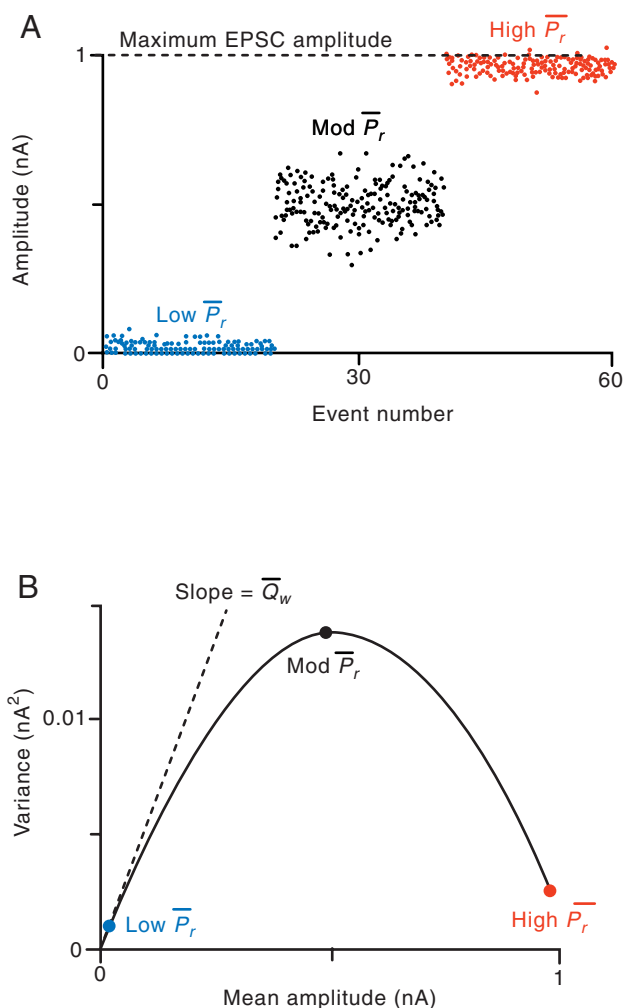 A
Maximum EPSC amplitude
High P̅r
1
Mod P̅r
Amplitude (nA)
Low P̅r
0
0
30
60
Event number
B
Slope = Q̅w
Mod P̅r
0.01
Variance (nA²)
Low P̅r
High P̅r
0
0
1
Mean amplitude (nA)